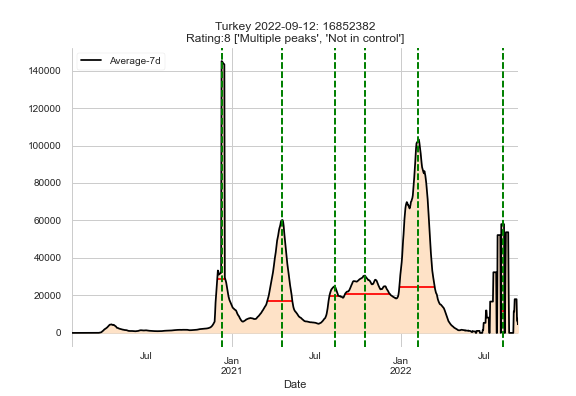 Turkey 2022-09-12: 16852382
Rating:8 ['Multiple peaks', 'Not in control']
Average-7d
140000
120000
100000
80000
60000
40000
20000
0
Jul
Jan
2021
Jul
Jan
2022
Jul
Date